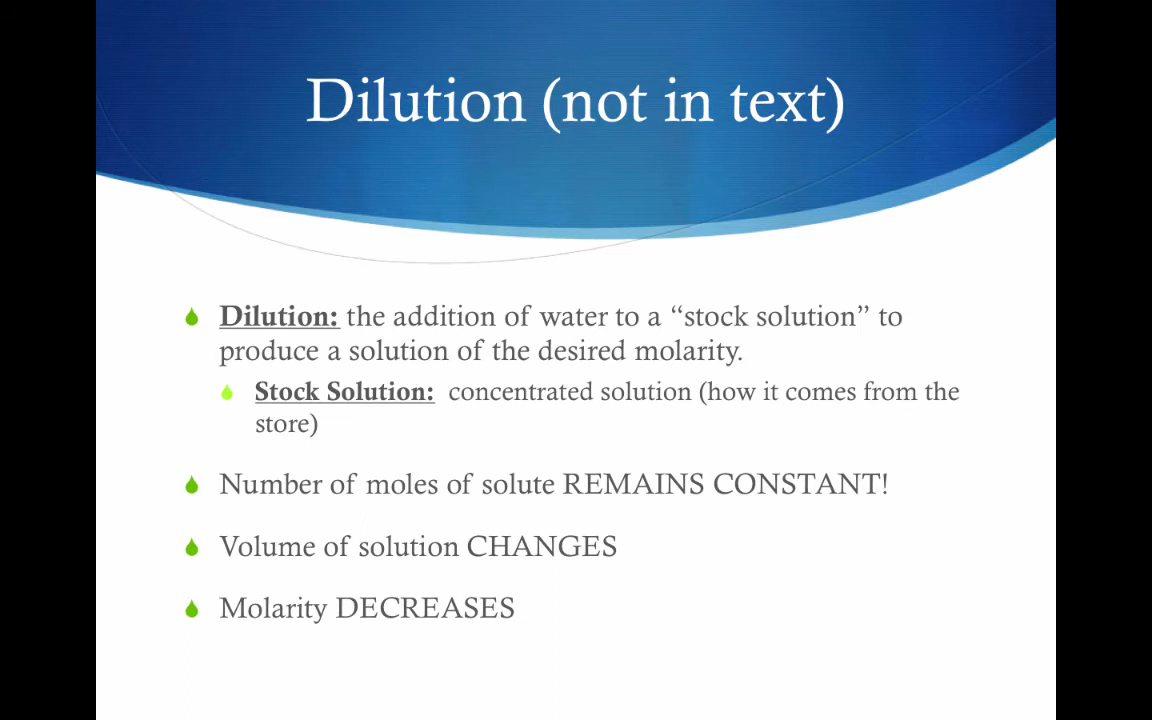 Dilution (not in text)
Dilution: the addition of water to a “stock solution” to
produce a solution of the desired molarity.
Stock Solution: concentrated solution (how it comes from the
store)
Number of moles of solute REMAINS CONSTANT!
Volume of solution CHANGES
Molarity DECREASES